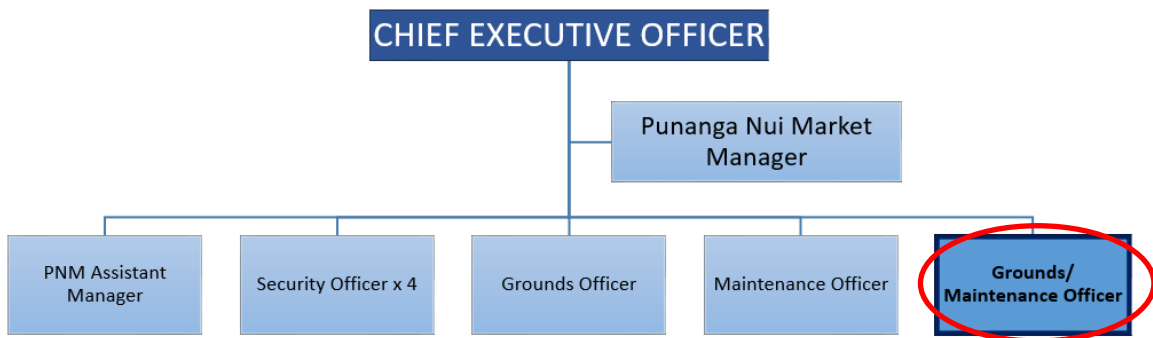 CHIEF EXECUTIVE OFFICER
Punanga Nui Market
Manager
PNM Assistant
Manager
Security Officer x 4
Grounds Officer
Maintenance Officer
Grounds/
Maintenance Officer